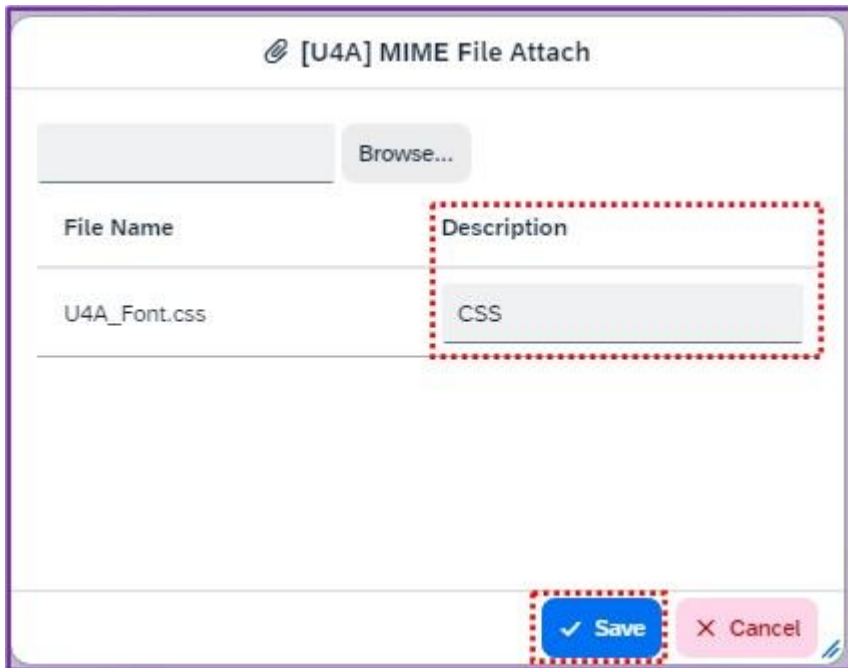 [U4A] MIME File Attach
Browse...
File Name Description
U4A_Font.css CSS
Save Cancel